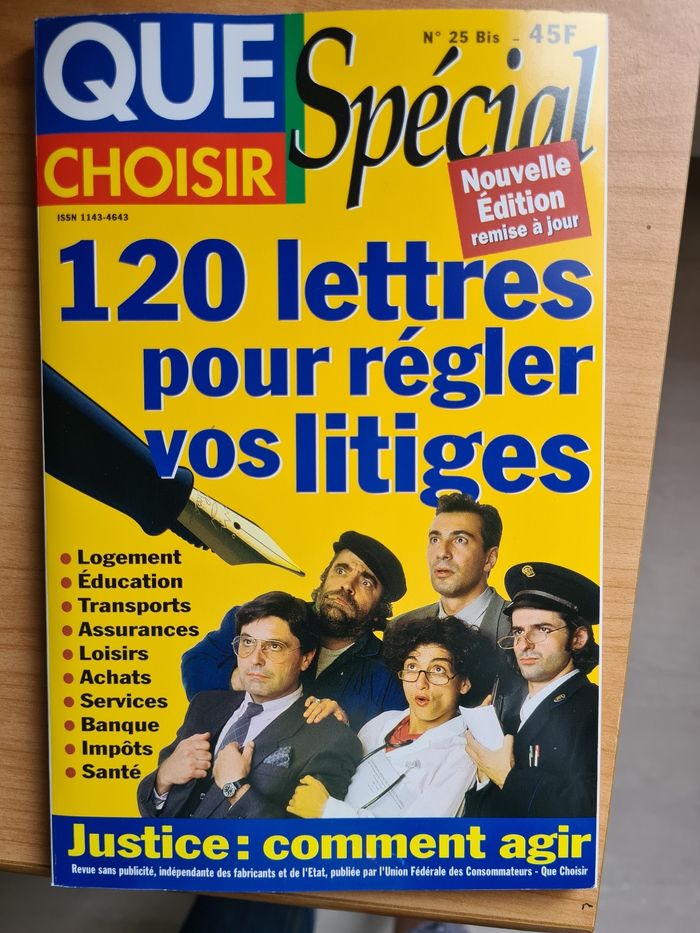 QUE
CHOISIR
Spécial
N° 25 Bis - 45F
Nouvelle
Édition
remise à jour
ISSN 1143-4643
120 lettres
pour régler
vos litiges
• Logement
• Éducation
• Transports
• Assurances
• Loisirs
• Achats
• Services
• Banque
• Impôts
• Santé
Justice : comment agir
Revue sans publicité, indépendante des fabricants et de l'Etat, publiée par l'Union Fédérale des Consommateurs - Que Choisir